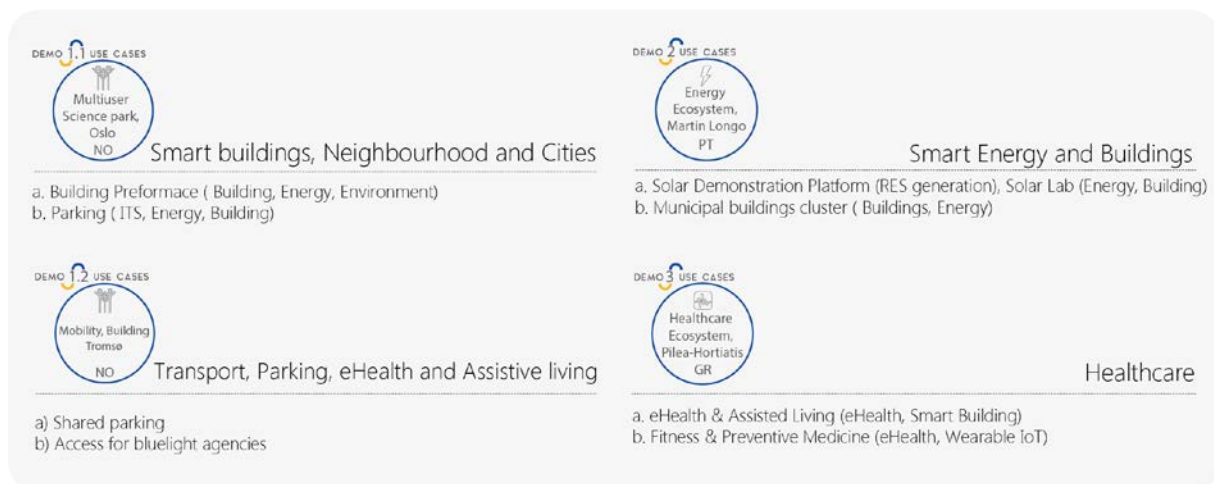 DEMO 1.1 USE CASES
Multiuser
Science park,
Oslo
NO
Smart buildings, Neighbourhood and Cities
a. Building Preformace ( Building, Energy, Environment)
b. Parking ( ITS, Energy, Building)
DEMO 2 USE CASES
Energy
Ecosystem,
Martin Longo
PT
Smart Energy and Buildings
a. Solar Demonstration Platform (RES generation), Solar Lab (Energy, Building)
b. Municipal buildings cluster ( Buildings, Energy)
DEMO 1.2 USE CASES
Mobility, Building
Tromsø
NO
Transport, Parking, eHealth and Assistive living
a) Shared parking
b) Access for bluelight agencies
DEMO 3 USE CASES
Healthcare
Ecosystem,
Pilea-Hortiatis
GR
Healthcare
a. eHealth & Assisted Living (eHealth, Smart Building)
b. Fitness & Preventive Medicine (eHealth, Wearable IoT)